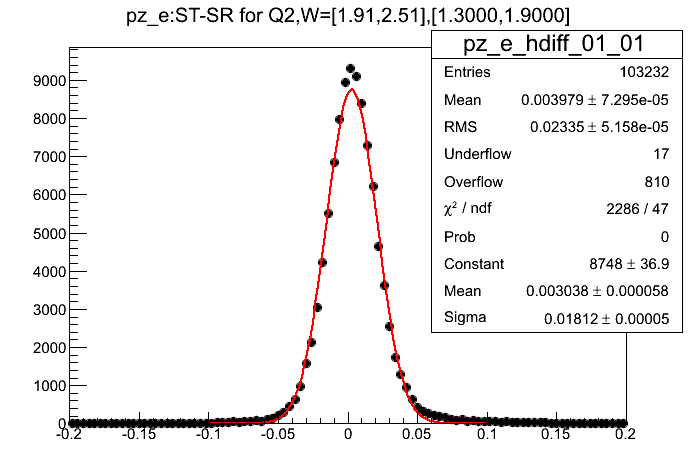 pz_e:ST-SR for Q2,W=[1.91,2.51],[1.3000,1.9000]
pz_e_hdiff_01_01
Entries 103232
Mean 0.003979 ± 7.295e-05
RMS 0.02335 ± 5.158e-05
Underflow 17
Overflow 810
χ² / ndf 2286 / 47
Prob 0
Constant 8748 ± 36.9
Mean 0.003038 ± 0.000058
Sigma 0.01812 ± 0.00005
9000
8000
7000
6000
5000
4000
3000
2000
1000
0
-0.2 -0.15 -0.1 -0.05 0 0.05 0.1 0.15 0.2